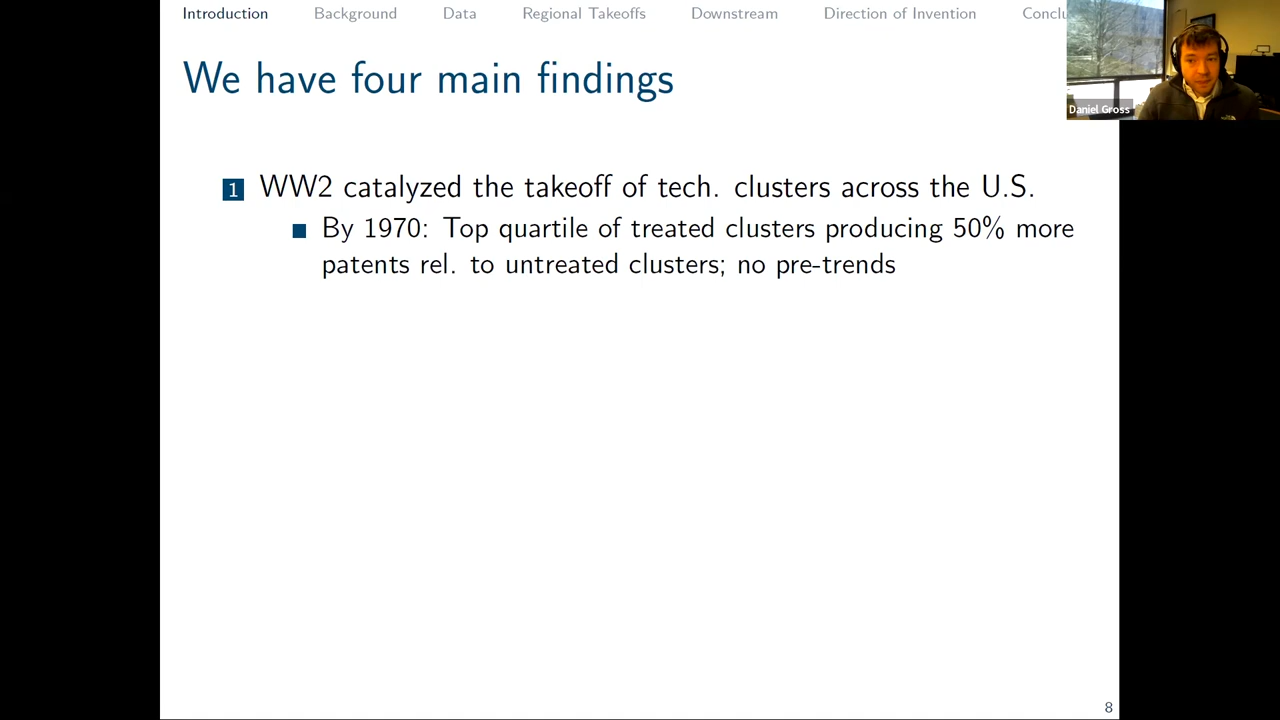 Introduction Background Data Regional Takeoffs Downstream Direction of Invention Conclu
Daniel Gross
We have four main findings
1 WW2 catalyzed the takeoff of tech. clusters across the U.S.
By 1970: Top quartile of treated clusters producing 50% more
patents rel. to untreated clusters; no pre-trends
8